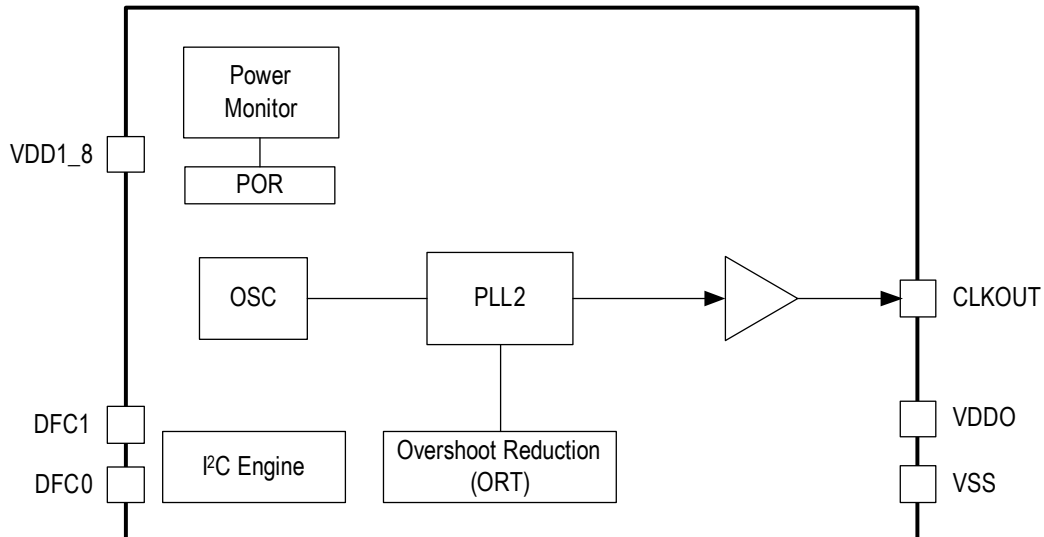 Power
Monitor
VDD1_8
POR
OSC
PLL2
CLKOUT
DFC1
VDDO
I²C Engine
Overshoot Reduction
(ORT)
DFC0
VSS